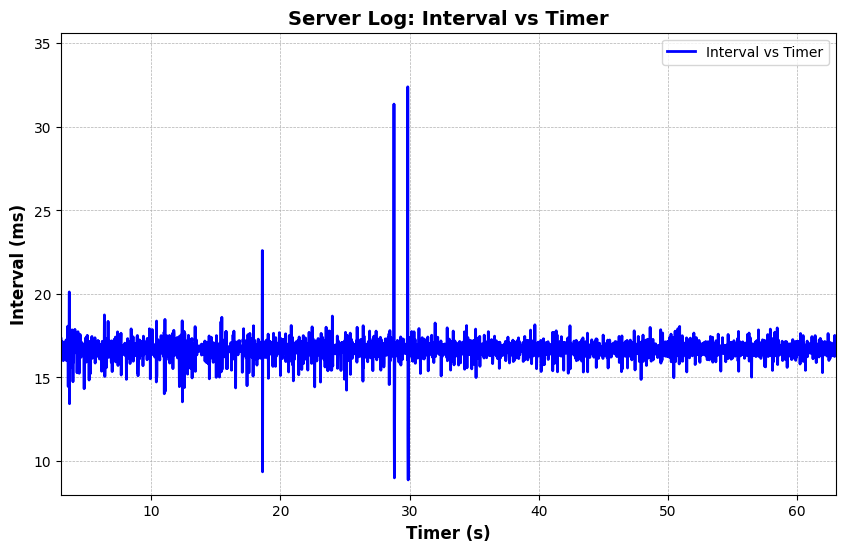 Server Log: Interval vs Timer
Interval vs Timer
35
30
25
20
15
10
Interval (ms)
10 20 30 40 50 60
Timer (s)